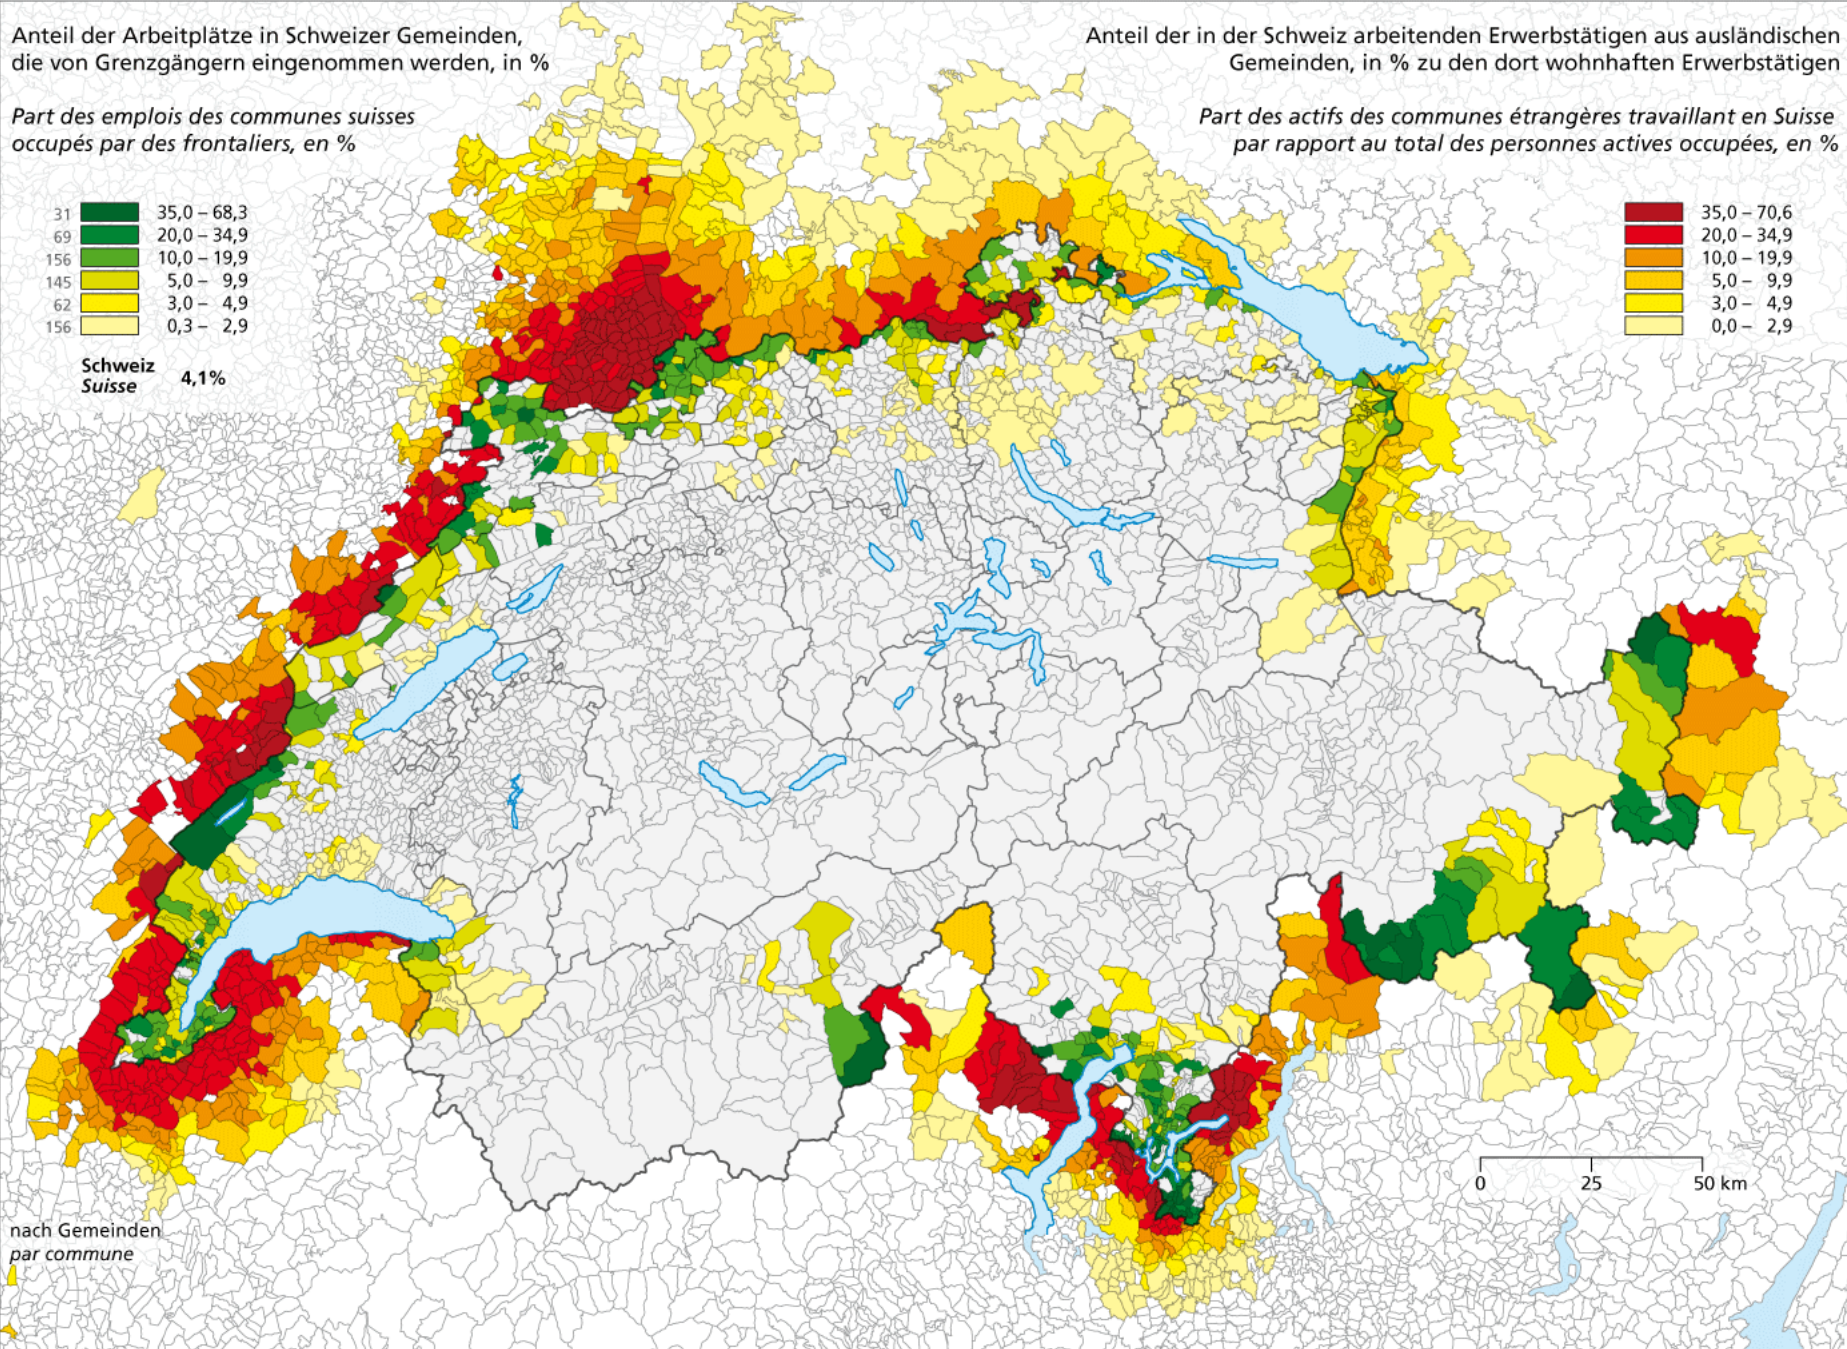 Anteil der Arbeitplätze in Schweizer Gemeinden,
die von Grenzgängern eingenommen werden, in %
Part des emplois des communes suisses
occupés par des frontaliers, en %
31 35,0 – 68,3
69 20,0 – 34,9
156 10,0 – 19,9
145 5,0 – 9,9
62 3,0 – 4,9
156 0,3 – 2,9
Schweiz
Suisse 4,1%
Anteil der in der Schweiz arbeitenden Erwerbstätigen aus ausländischen
Gemeinden, in % zu den dort wohnhaften Erwerbstätigen
Part des actifs des communes étrangères travaillant en Suisse
par rapport au total des personnes actives occupées, en %
35,0 – 70,6
20,0 – 34,9
10,0 – 19,9
5,0 – 9,9
3,0 – 4,9
0,0 – 2,9
0 25 50 km
nach Gemeinden
par commune